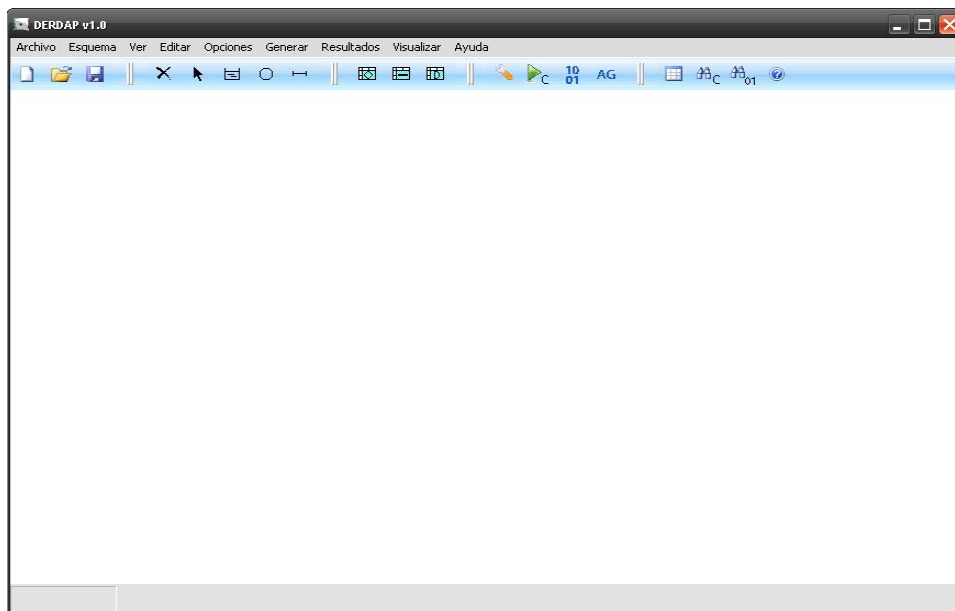 DERDAP v1.0
Archivo Esquema Ver Editar Opciones Generar Resultados Visualizar Ayuda
C 10 01 AG C 01